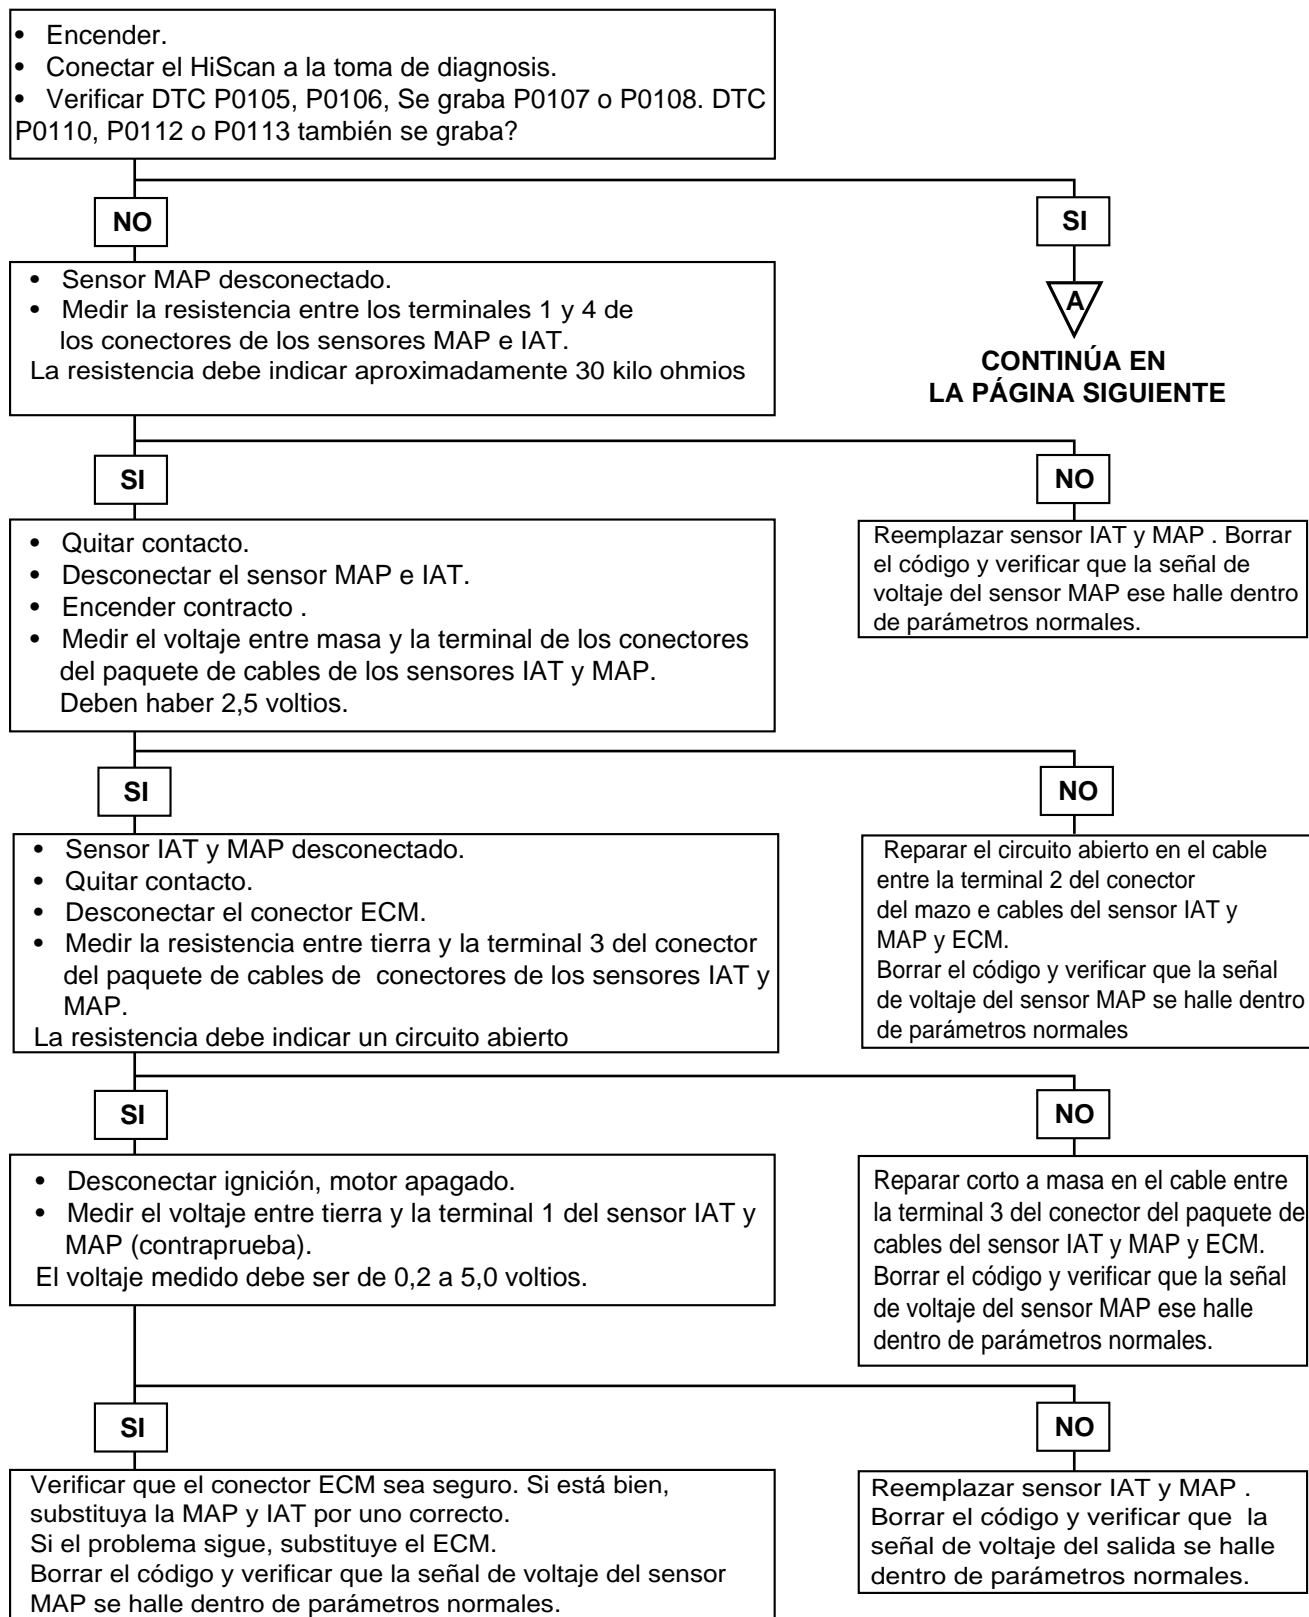 • Encender.
• Conectar el HiScan a la toma de diagnosis.
• Verificar DTC P0105, P0106, Se graba P0107 o P0108. DTC
P0110, P0112 o P0113 también se graba?
NO
SI
• Sensor MAP desconectado.
• Medir la resistencia entre los terminales 1 y 4 de
los conectores de los sensores MAP e IAT.
La resistencia debe indicar aproximadamente 30 kilo ohmios
A
CONTINÚA EN
LA PÁGINA SIGUIENTE
SI
NO
• Quitar contacto.
• Desconectar el sensor MAP e IAT.
• Encender contracto .
• Medir el voltaje entre masa y la terminal de los conectores
del paquete de cables de los sensores IAT y MAP.
Deben haber 2,5 voltios.
Reemplazar sensor IAT y MAP . Borrar
el código y verificar que la señal de
voltaje del sensor MAP ese halle dentro
de parámetros normales.
SI
NO
• Sensor IAT y MAP desconectado.
• Quitar contacto.
• Desconectar el conector ECM.
• Medir la resistencia entre tierra y la terminal 3 del conector
del paquete de cables de conectores de los sensores IAT y
MAP.
La resistencia debe indicar un circuito abierto
Reparar el circuito abierto en el cable
entre la terminal 2 del conector
del mazo e cables del sensor IAT y
MAP y ECM.
Borrar el código y verificar que la señal
de voltaje del sensor MAP se halle dentro
de parámetros normales
SI
NO
• Desconectar ignición, motor apagado.
• Medir el voltaje entre tierra y la terminal 1 del sensor IAT y
MAP (contraprueba).
El voltaje medido debe ser de 0,2 a 5,0 voltios.
Reparar corto a masa en el cable entre
la terminal 3 del conector del paquete de
cables del sensor IAT y MAP y ECM.
Borrar el código y verificar que la señal
de voltaje del sensor MAP ese halle
dentro de parámetros normales.
SI
NO
Verificar que el conector ECM sea seguro. Si está bien,
substituya la MAP y IAT por uno correcto.
Si el problema sigue, substituye el ECM.
Borrar el código y verificar que la señal de voltaje del sensor
MAP se halle dentro de parámetros normales.
Reemplazar sensor IAT y MAP .
Borrar el código y verificar que la
señal de voltaje del salida se halle
dentro de parámetros normales.